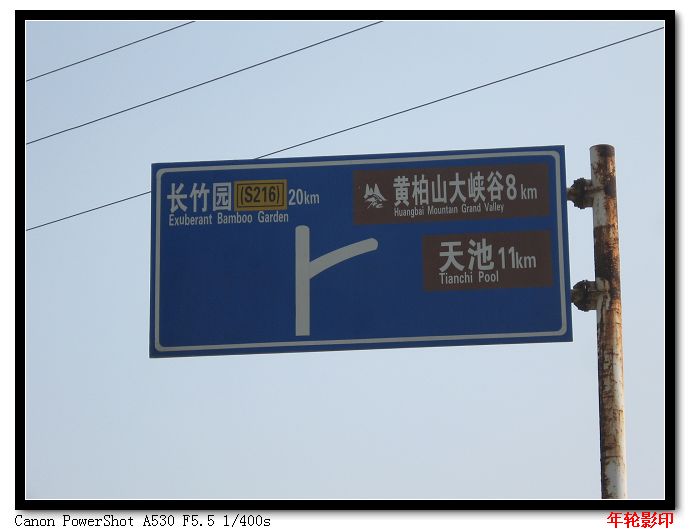 长竹园(S216)20km
Exuberant Bamboo Garden
黄柏山大峡谷8km
Huangbai Mountain Grand Valley
天池11km
Tianchi Pool
Canon PowerShot A530 F5.5 1/400s
年轮影印